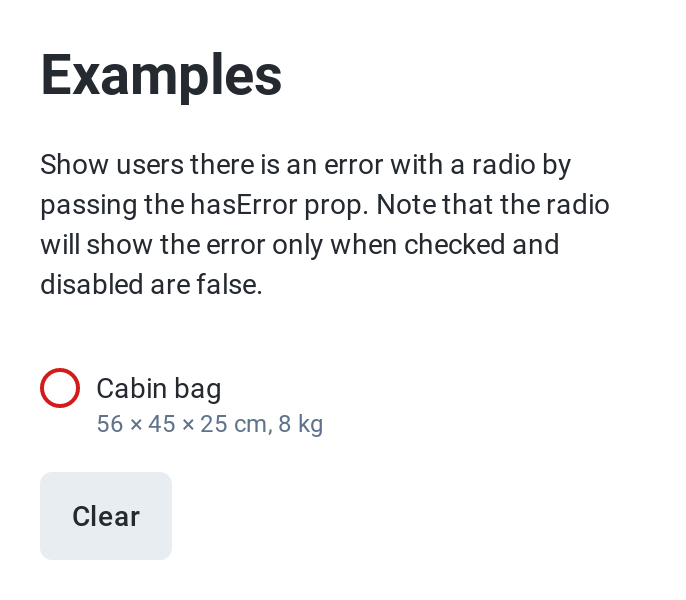 Examples
Show users there is an error with a radio by
passing the hasError prop. Note that the radio
will show the error only when checked and
disabled are false.
Cabin bag
56 × 45 × 25 cm, 8 kg
Clear